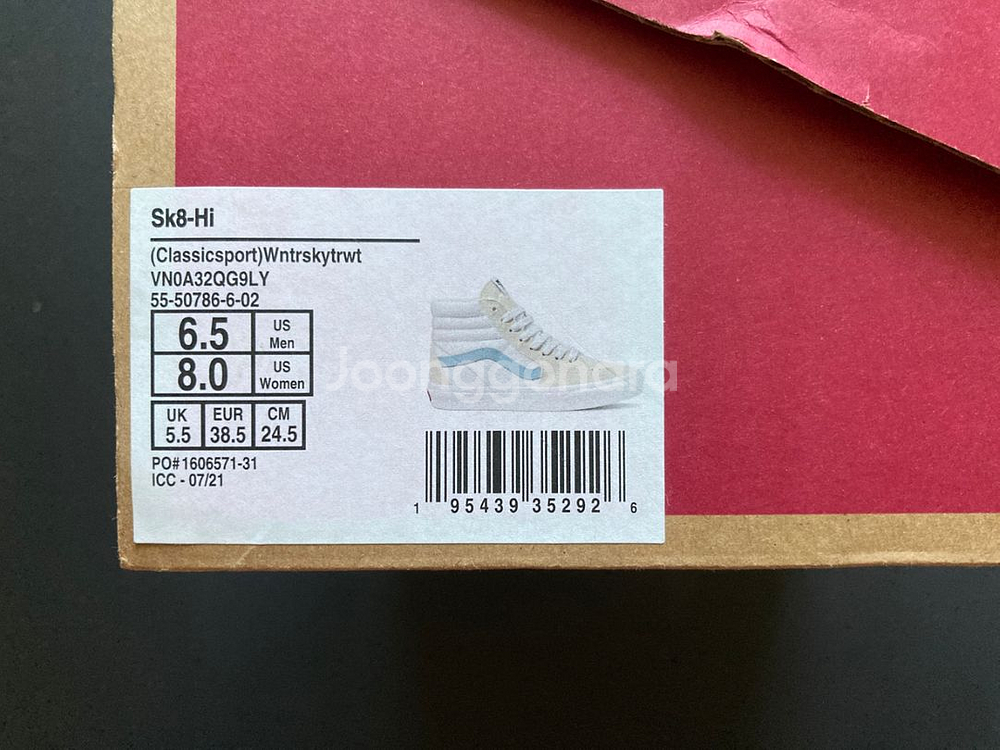 Sk8-Hi
(Classicsport)Wntrskytrwt
VN0A32QG9LY
55-50786-6-02
6.5 US Men
8.0 US Women
UK EUR CM
5.5 38.5 24.5
PO#1606571-31
ICC - 07/21
1 95439 35292 6
Joonggonara